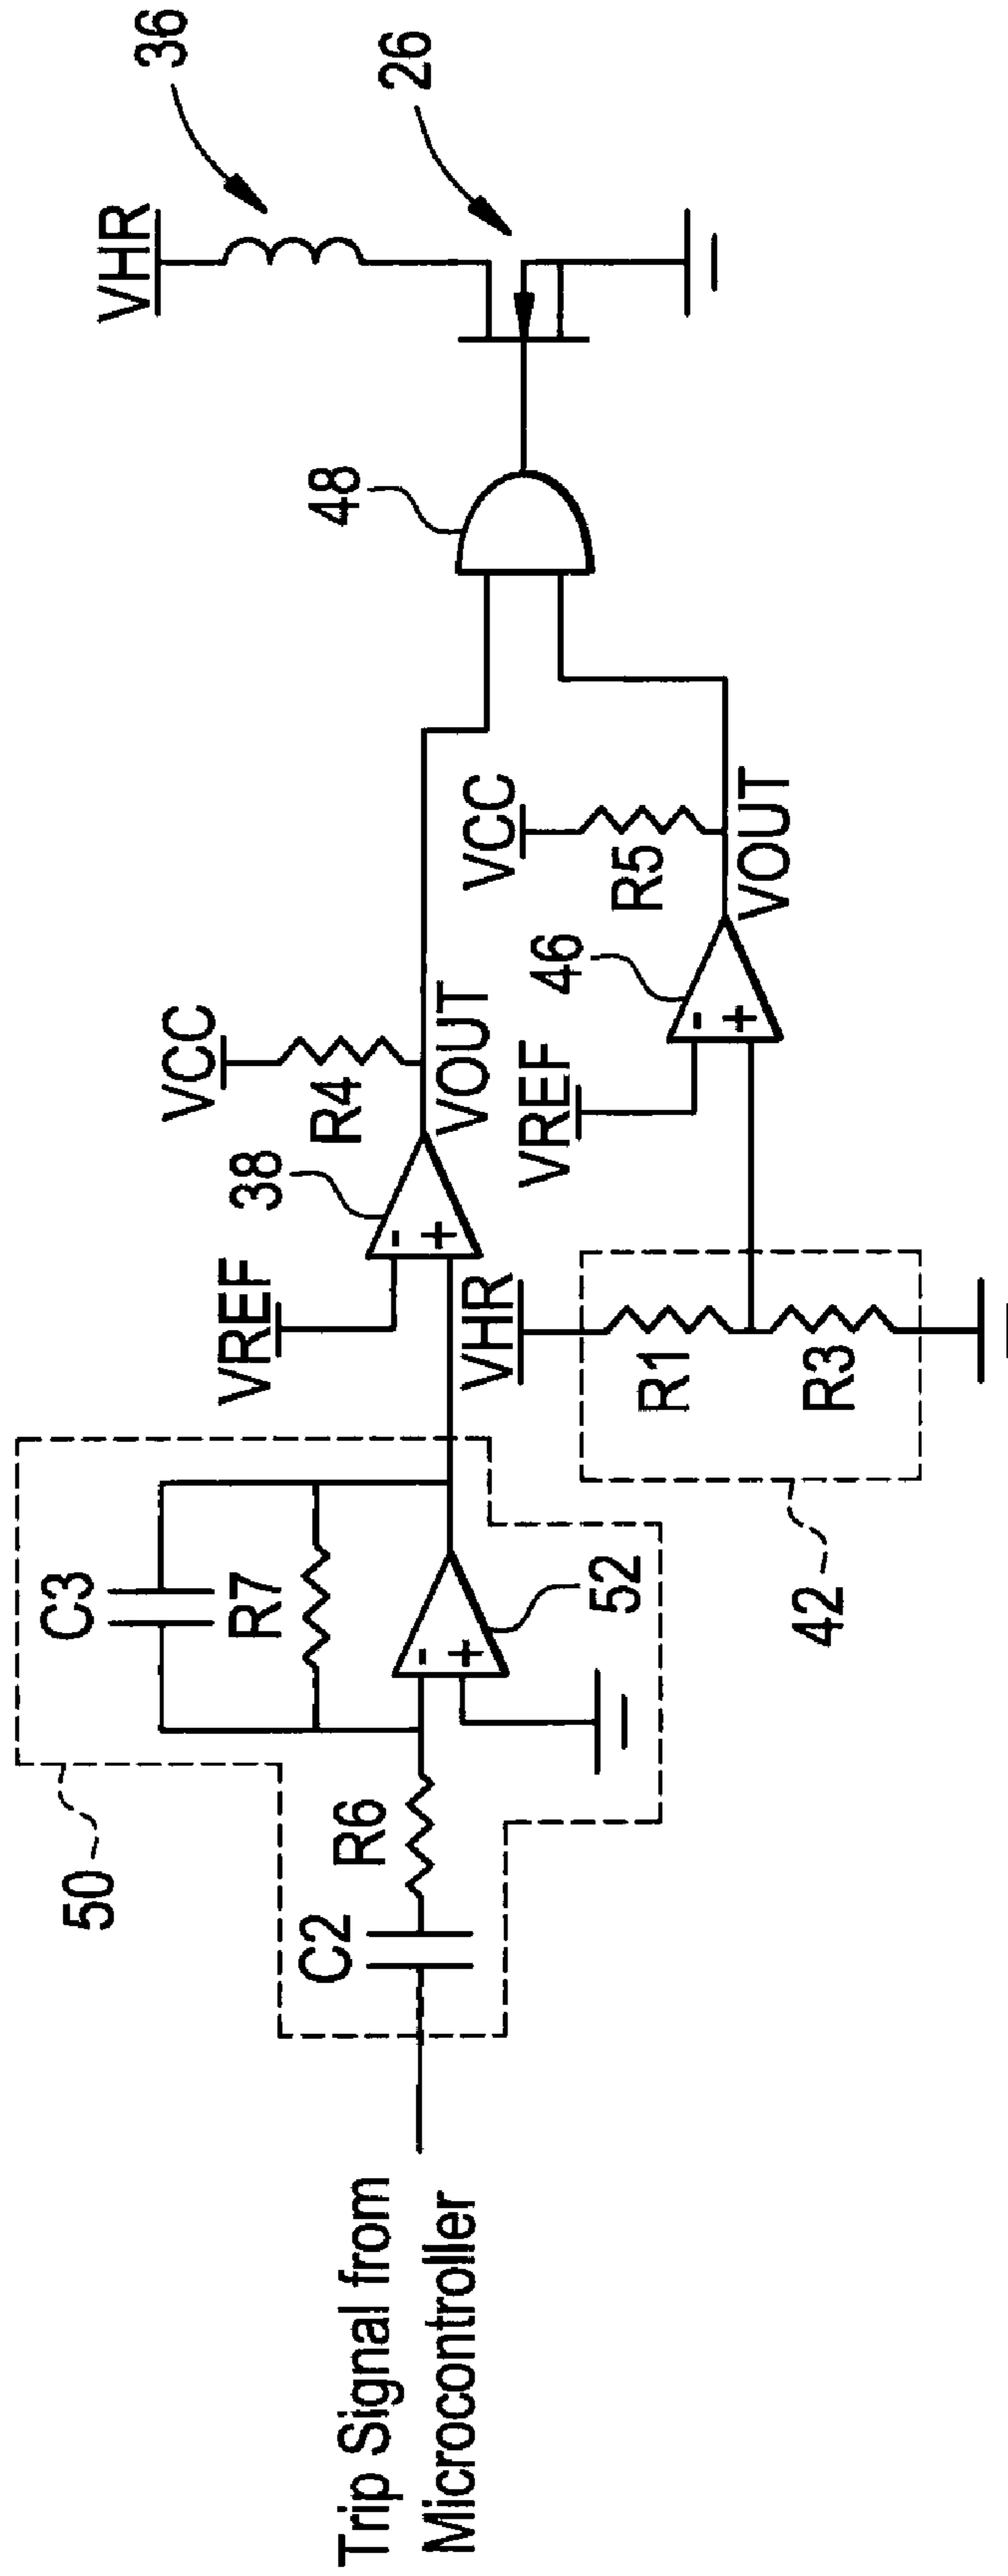 36
VHR
26
48
VCC
R4
VOUT
38
VREF
VCC
R5
VOUT
46
VREF
VHR
R1
R3
42
C3
R7
52
50
R6
C2
-
+
-
+
-
+
Trip Signal from
Microcontroller